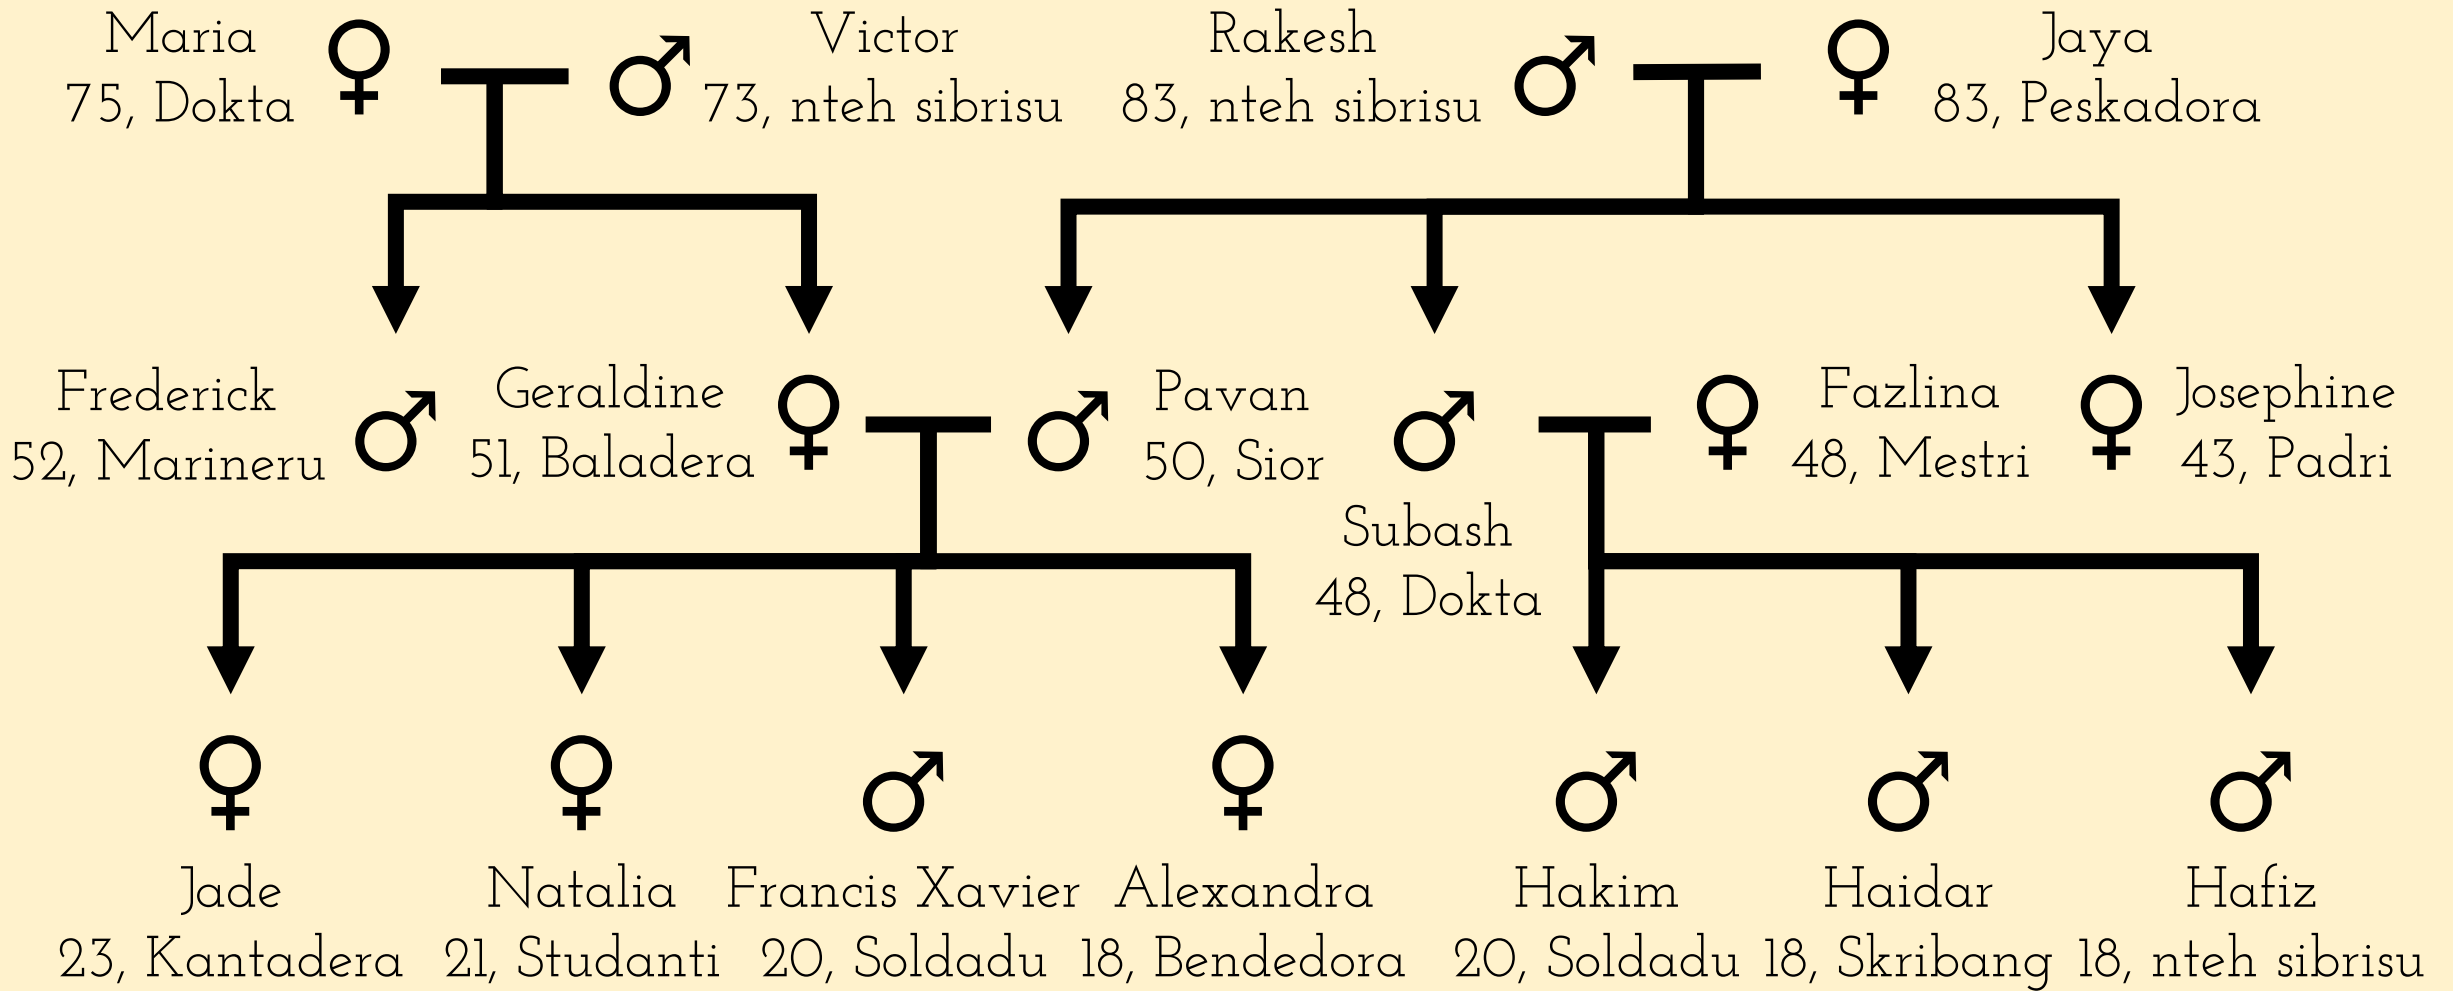 Maria
75, Dokta
Victor
73, nteh sibrisu
Rakesh
83, nteh sibrisu
Jaya
83, Peskadora
Frederick
52, Marineru
Geraldine
51, Baladera
Pavan
50, Sior
Subash
48, Dokta
Fazlina
48, Mestri
Josephine
43, Padri
Jade
23, Kantadera
Natalia
21, Studanti
Francis Xavier
20, Soldadu
Alexandra
18, Bendedora
Hakim
20, Soldadu
Haidar
18, Skribang
Hafiz
18, nteh sibrisu